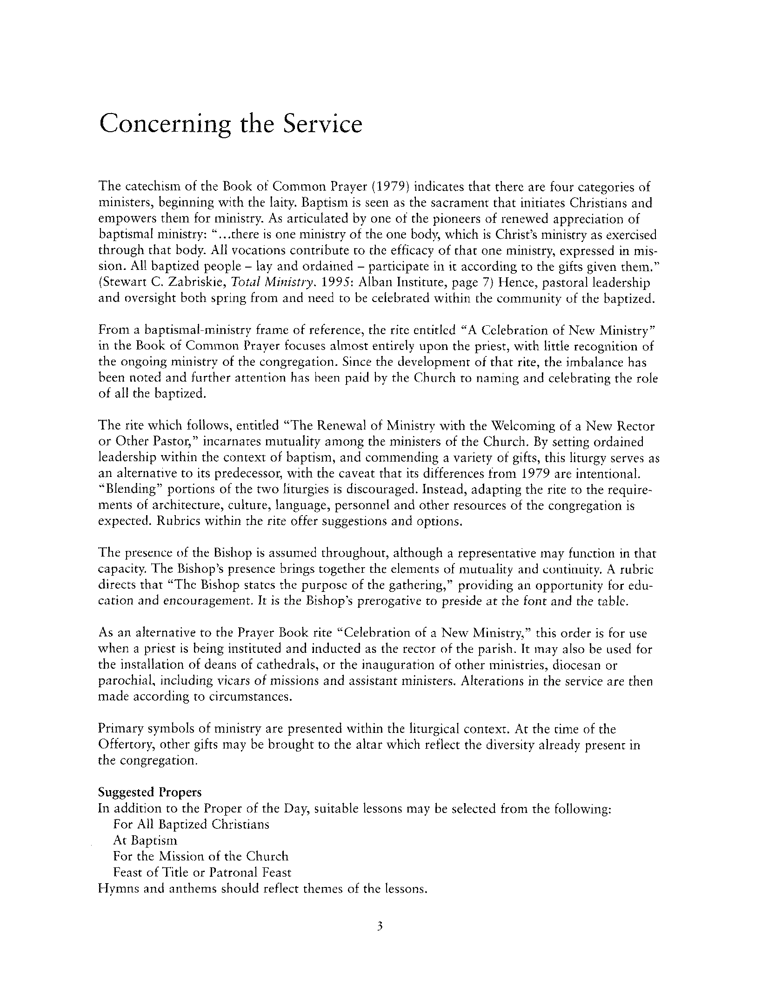 Concerning the Service
The catechism of the Book of Common Prayer (1979) indicates that there are four categories of
ministers, beginning with the laity. Baptism is seen as the sacrament that initiates Christians and
empowers them for ministry. As articulated by one of the pioneers of renewed appreciation of
baptismal ministry: “...there is one ministry of the one body, which is Christ’s ministry as exercised
through that body. All vocations contribute to the efficacy of that one ministry, expressed in mis-
sion. All baptized people – lay and ordained – participate in it according to the gifts given them.”
(Stewart C. Zabriskie, Total Ministry. 1995: Alban Institute, page 7) Hence, pastoral leadership
and oversight both spring from and need to be celebrated within the community of the baptized.
From a baptismal-ministry frame of reference, the rite entitled “A Celebration of New Ministry”
in the Book of Common Prayer focuses almost entirely upon the priest, with little recognition of
the ongoing ministry of the congregation. Since the development of that rite, the imbalance has
been noted and further attention has been paid by the Church to naming and celebrating the role
of all the baptized.
The rite which follows, entitled “The Renewal of Ministry with the Welcoming of a New Rector
or Other Pastor,” incarnates mutuality among the ministers of the Church. By setting ordained
leadership within the context of baptism, and commending a variety of gifts, this liturgy serves as
an alternative to its predecessor, with the caveat that its differences from 1979 are intentional.
“Blending” portions of the two liturgies is discouraged. Instead, adapting the rite to the require-
ments of architecture, culture, language, personnel and other resources of the congregation is
expected. Rubrics within the rite offer suggestions and options.
The presence of the Bishop is assumed throughout, although a representative may function in that
capacity. The Bishop’s presence brings together the elements of mutuality and continuity. A rubric
directs that “The Bishop states the purpose of the gathering,” providing an opportunity for edu-
cation and encouragement. It is the Bishop’s prerogative to preside at the font and the table.
As an alternative to the Prayer Book rite “Celebration of a New Ministry,” this order is for use
when a priest is being instituted and inducted as the rector of the parish. It may also be used for
the installation of deans of cathedrals, or the inauguration of other ministries, diocesan or
parochial, including vicars of missions and assistant ministers. Alterations in the service are then
made according to circumstances.
Primary symbols of ministry are presented within the liturgical context. At the time of the
Offertory, other gifts may be brought to the altar which reflect the diversity already present in
the congregation.
Suggested Propers
In addition to the Proper of the Day, suitable lessons may be selected from the following:
For All Baptized Christians
At Baptism
For the Mission of the Church
Feast of Title or Patronal Feast
Hymns and anthems should reflect themes of the lessons.
3